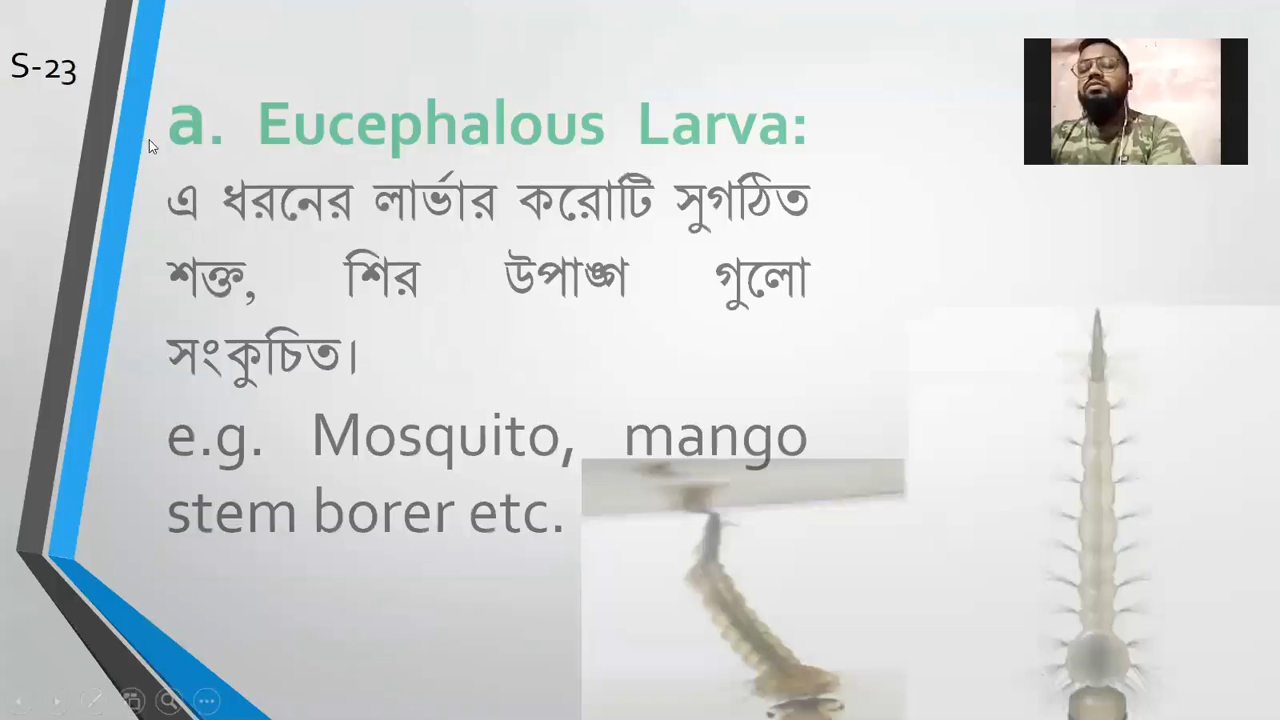 S-23
a. Eucephalous Larva:
এ ধরনের লার্ভার করোটি সুগঠিত
শক্ত, শির উপাঙ্গ গুলো
সংকুচিত।
e.g. Mosquito, mango
stem borer etc.